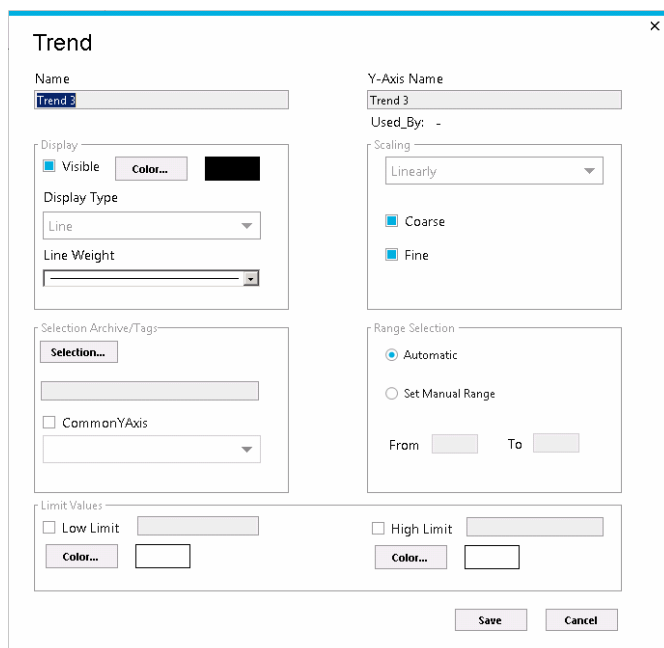 Trend
Name
Y-Axis Name
Trend 3
Trend 3
Used_By: -
Display
Visible
Color...
Display Type
Line
Line Weight
Scaling
Linearly
Coarse
Fine
Selection Archive/Tags
Selection...
CommonYAxis
Range Selection
Automatic
Set Manual Range
From To
Limit Values
Low Limit
Color...
High Limit
Color...
Save Cancel